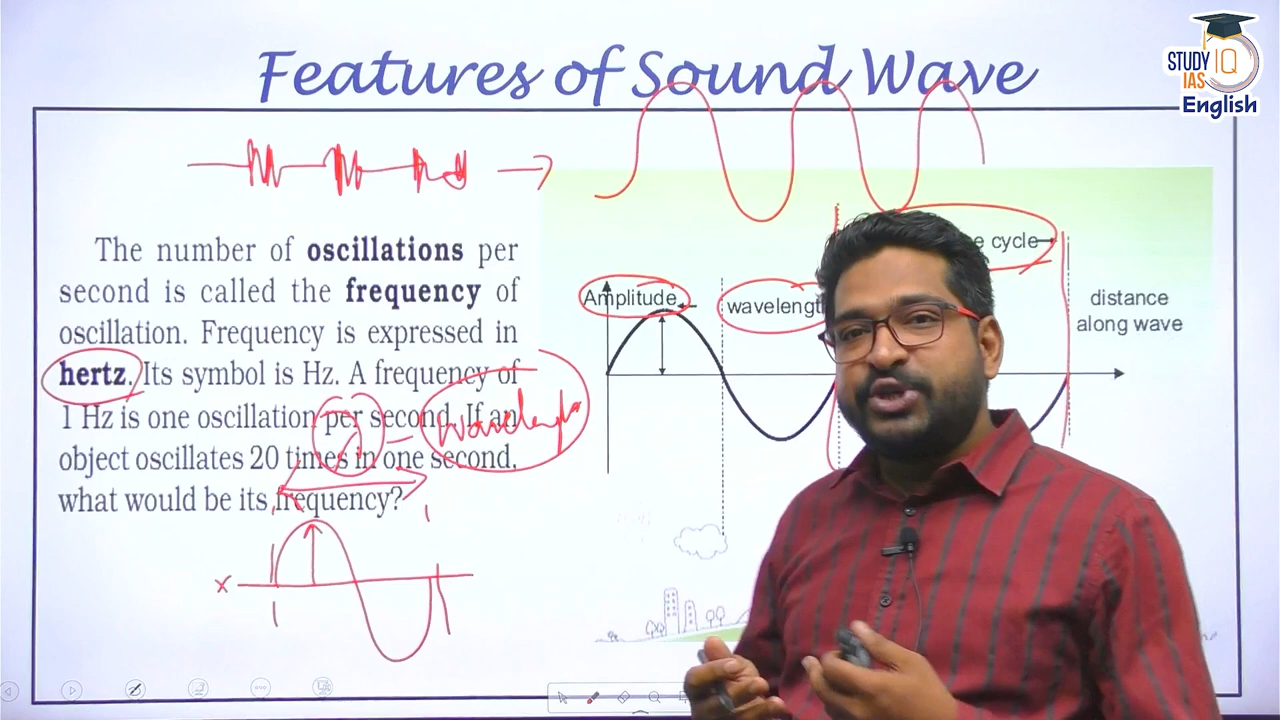 Features of Sound Wave
STUDY IQ
IAS
English
The number of oscillations per
second is called the frequency of
oscillation. Frequency is expressed in
hertz. Its symbol is Hz. A frequency of
1 Hz is one oscillation per second. If an
object oscillates 20 times in one second,
what would be its frequency?
λ - wavelength
x
Amplitude
wavelength
e cycle
distance
along wave